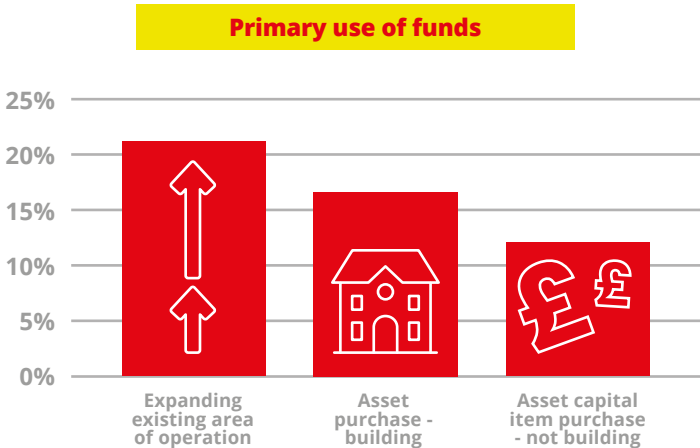 Primary use of funds
25%
20%
15%
10%
5%
0%
Expanding
existing area
of operation
Asset
purchase -
building
Asset capital
item purchase
- not building
£
£